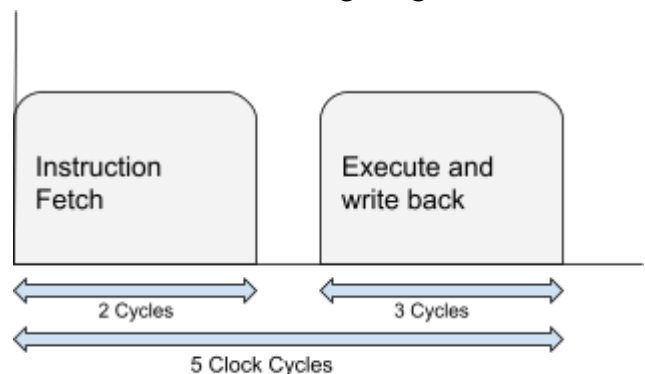 Instruction
Fetch
Execute and
write back
2 Cycles
3 Cycles
5 Clock Cycles